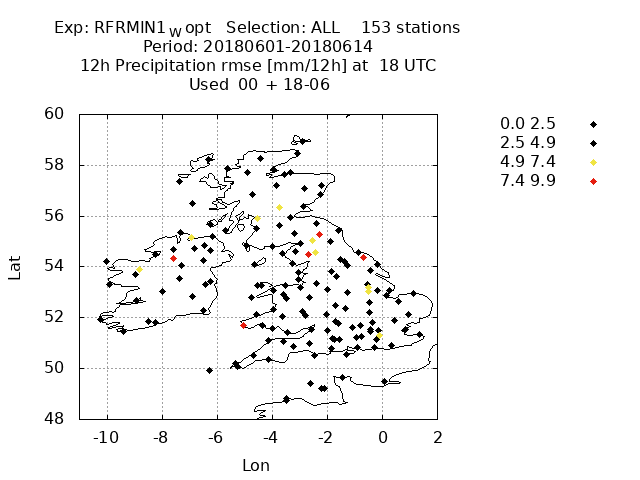 Exp: RFRMIN1Wopt Selection: ALL 153 stations
Period: 20180601-20180614
12h Precipitation rmse [mm/12h] at 18 UTC
Used 00 + 18-06
0.0 2.5
2.5 4.9
4.9 7.4
7.4 9.9
60
58
56
54
52
50
48
Lat
-10 -8 -6 -4 -2 0 2
Lon